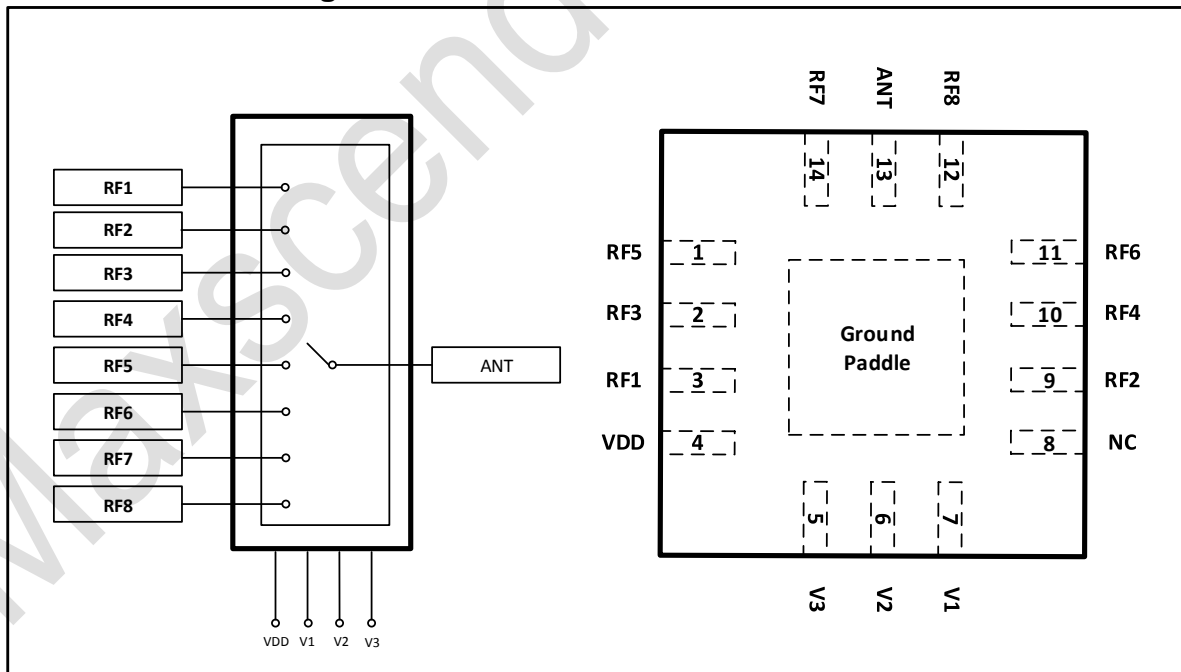 Maxscend
RF1
RF2
RF3
RF4
RF5
RF6
RF7
RF8
ANT
VDD V1 V2 V3
RF7 ANT RF8
14 13 12
RF5 1 11 RF6
RF3 2 10 RF4
RF1 3 9 RF2
VDD 4 8 NC
Ground
Paddle
5 6 7
V3 V2 V1